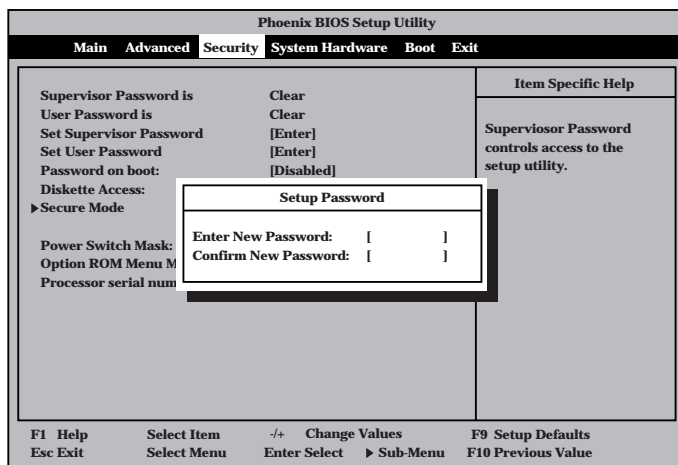 Phoenix BIOS Setup Utility
Main Advanced Security System Hardware Boot Exit
Item Specific Help
Supervisor Password is Clear
User Password is Clear
Set Supervisor Password [Enter]
Set User Password [Enter]
Password on boot: [Disabled]
Diskette Access:
▶Secure Mode
Power Switch Mask:
Option ROM Menu M
Processor serial num
Superviosor Password
controls access to the
setup utility.
Setup Password
Enter New Password: [ ]
Confirm New Password: [ ]
F1 Help Select Item -/+ Change Values F9 Setup Defaults
Esc Exit Select Menu Enter Select ▶ Sub-Menu F10 Previous Value